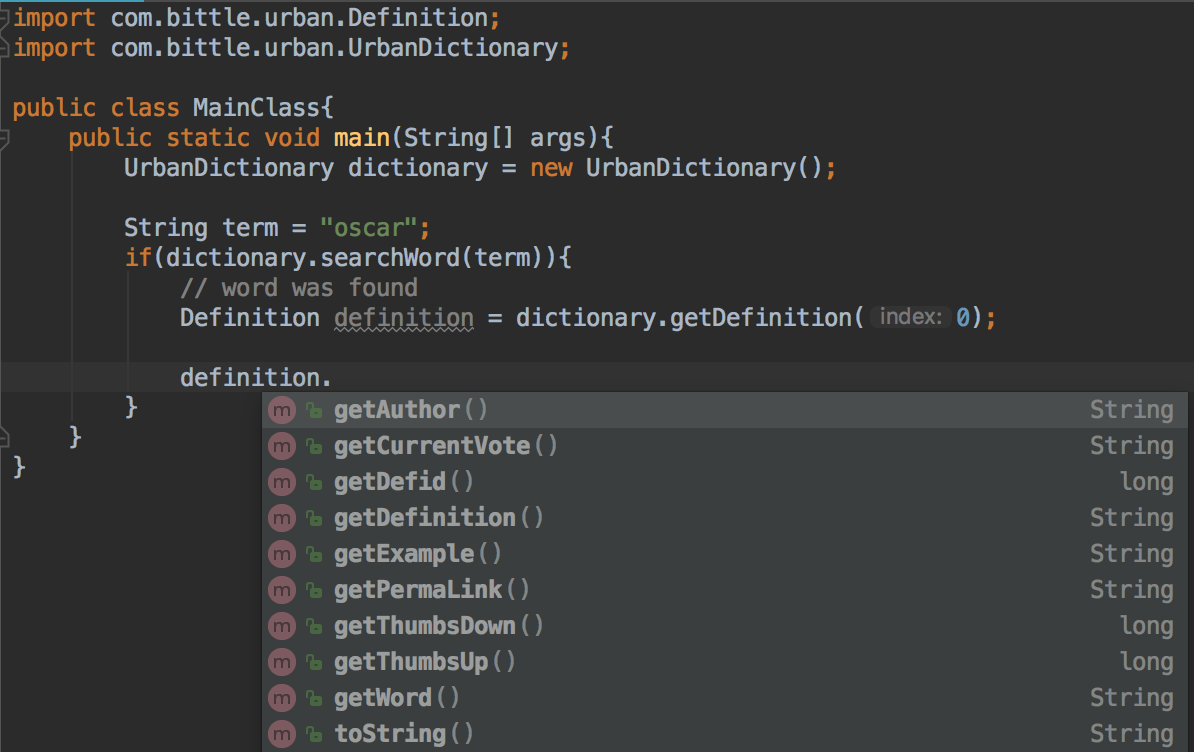 import com.bittle.urban.Definition;
import com.bittle.urban.UrbanDictionary;
public class MainClass{
public static void main(String[] args){
UrbanDictionary dictionary = new UrbanDictionary();
String term = "oscar";
if(dictionary.searchWord(term)){
// word was found
Definition definition = dictionary.getDefinition( index: 0);
definition.
}
}
}
m getAuthor() String
m getCurrentVote() String
m getDefid() long
m getDefinition() String
m getExample() String
m getPermaLink() String
m getThumbsDown() long
m getThumbsUp() long
m getWord() String
m toString() String